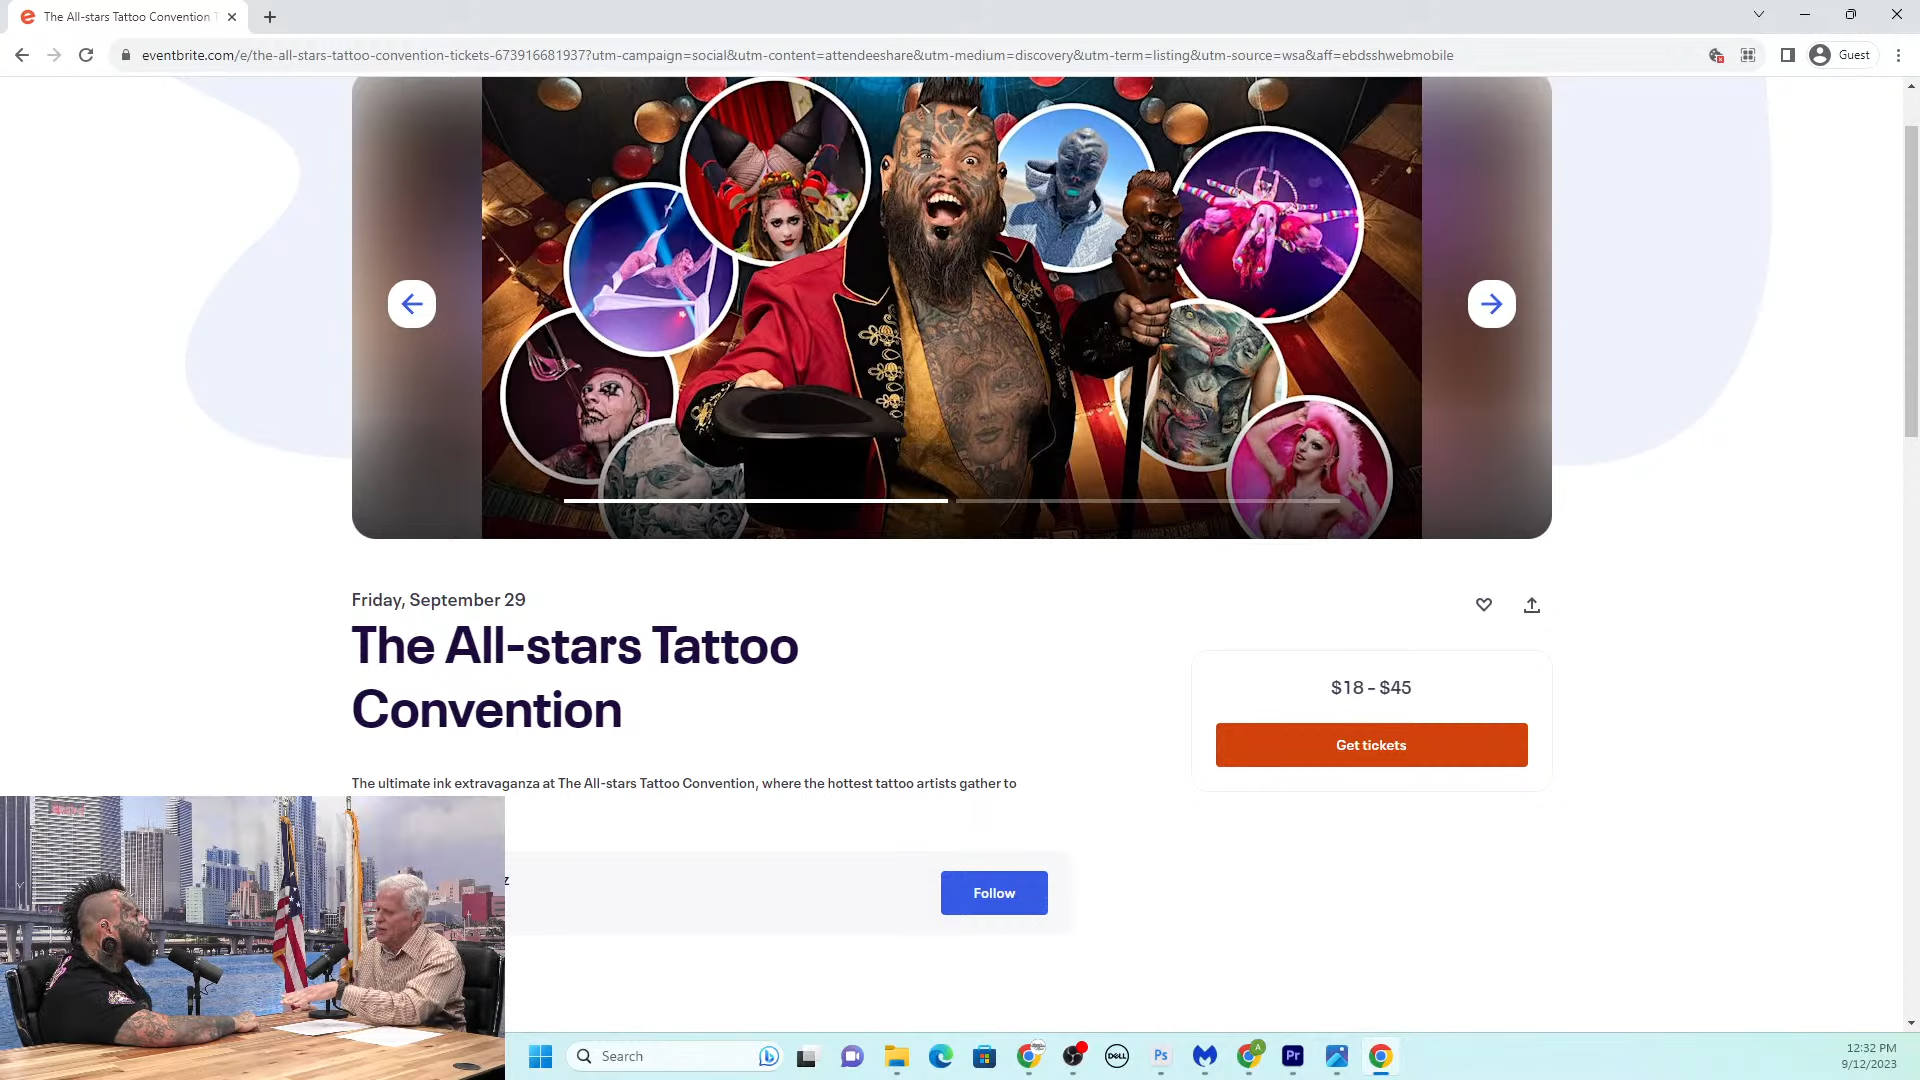 The All-stars Tattoo Convention T
eventbrite.com/e/the-all-stars-tattoo-convention-tickets-673916681937?utm-campaign=social&utm-content=attendeeshare&utm-medium=discovery&utm-term=listing&utm-source=wsa&aff=ebdsshwebmobile
Guest
Friday, September 29
The All-stars Tattoo
Convention
$18 – $45
Get tickets
The ultimate ink extravaganza at The All-stars Tattoo Convention, where the hottest tattoo artists gather to
z
Follow
Search
DELL
Ps
A
Pr
12:32 PM
9/12/2023